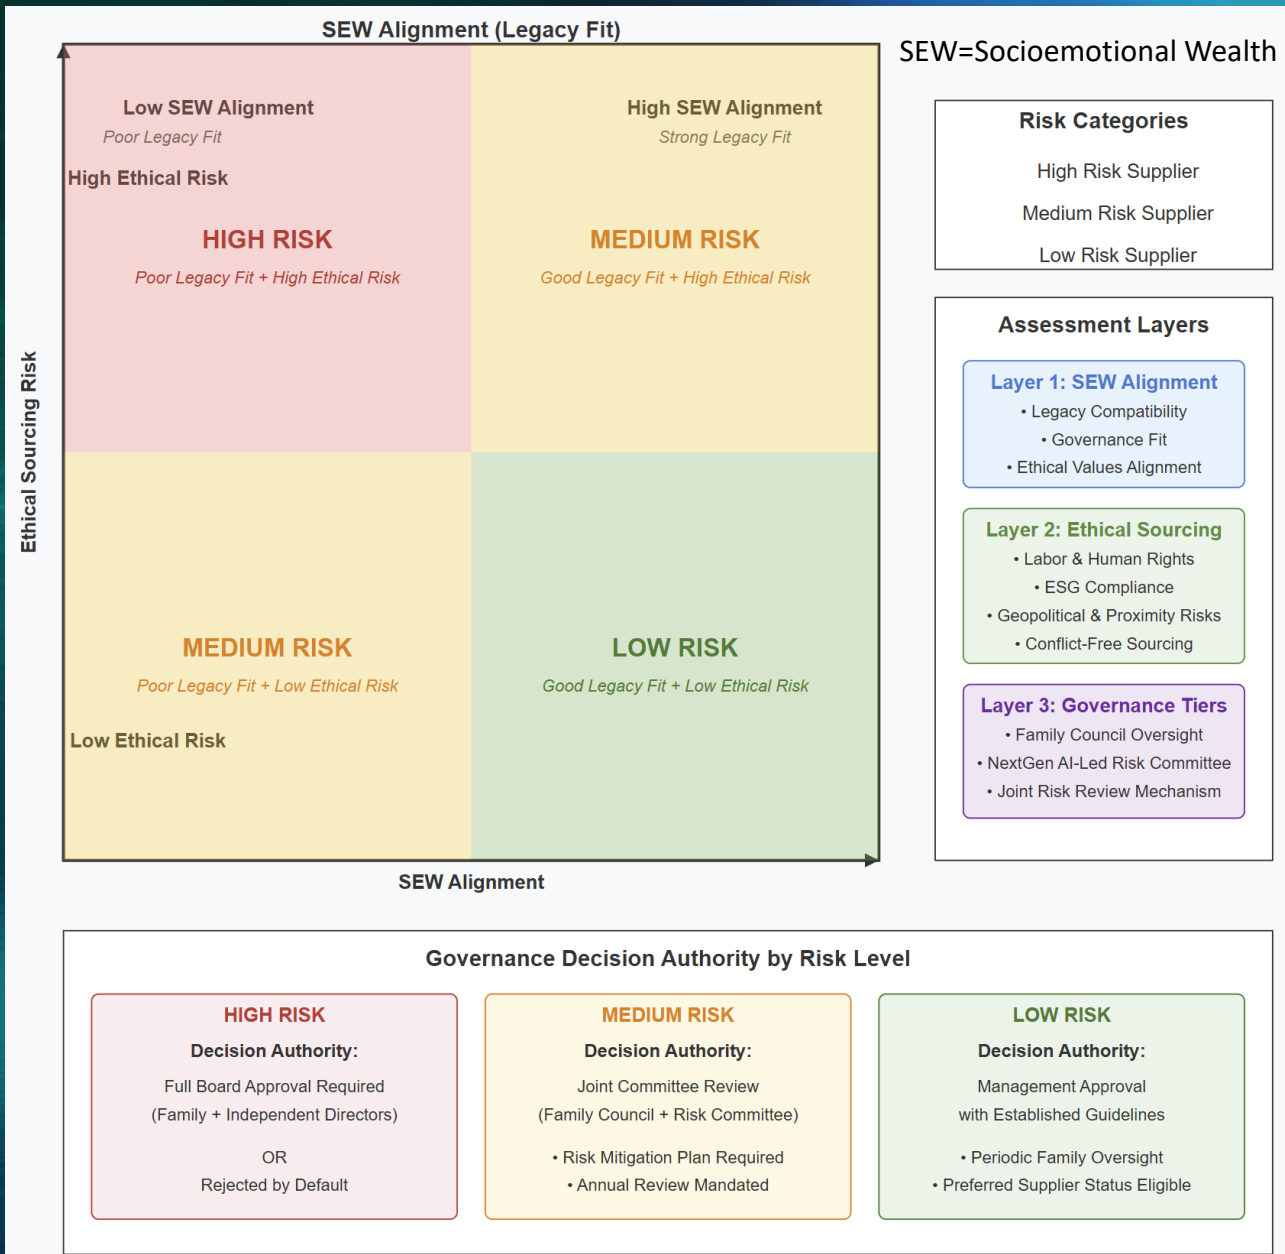 SEW Alignment (Legacy Fit)
SEW=Socioemotional Wealth
Low SEW Alignment
Poor Legacy Fit
High Ethical Risk
High SEW Alignment
Strong Legacy Fit
HIGH RISK
Poor Legacy Fit + High Ethical Risk
MEDIUM RISK
Good Legacy Fit + High Ethical Risk
Ethical Sourcing Risk
MEDIUM RISK
Poor Legacy Fit + Low Ethical Risk
Low Ethical Risk
LOW RISK
Good Legacy Fit + Low Ethical Risk
SEW Alignment
Risk Categories
High Risk Supplier
Medium Risk Supplier
Low Risk Supplier
Assessment Layers
Layer 1: SEW Alignment
• Legacy Compatibility
• Governance Fit
• Ethical Values Alignment
Layer 2: Ethical Sourcing
• Labor & Human Rights
• ESG Compliance
• Geopolitical & Proximity Risks
• Conflict-Free Sourcing
Layer 3: Governance Tiers
• Family Council Oversight
• NextGen AI-Led Risk Committee
• Joint Risk Review Mechanism
Governance Decision Authority by Risk Level
HIGH RISK
Decision Authority:
Full Board Approval Required
(Family + Independent Directors)
OR
Rejected by Default
MEDIUM RISK
Decision Authority:
Joint Committee Review
(Family Council + Risk Committee)
• Risk Mitigation Plan Required
• Annual Review Mandated
LOW RISK
Decision Authority:
Management Approval
with Established Guidelines
• Periodic Family Oversight
• Preferred Supplier Status Eligible